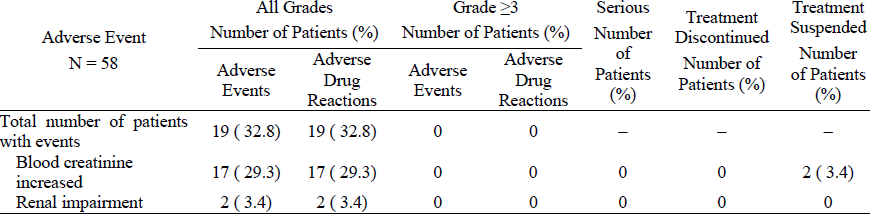 Adverse Event
N = 58
All Grades
Number of Patients (%)
Grade ≥3
Number of Patients (%)
Serious
Number
of
Patients
(%)
Treatment
Discontinued
Number of
Patients (%)
Treatment
Suspended
Number
of Patients
(%)
Adverse
Events
Adverse
Drug
Reactions
Adverse
Events
Adverse
Drug
Reactions
Total number of patients
with events
19 ( 32.8) 19 ( 32.8) 0 0 – – –
Blood creatinine
increased
17 ( 29.3) 17 ( 29.3) 0 0 0 0 2 ( 3.4)
Renal impairment 2 ( 3.4) 2 ( 3.4) 0 0 0 0 0